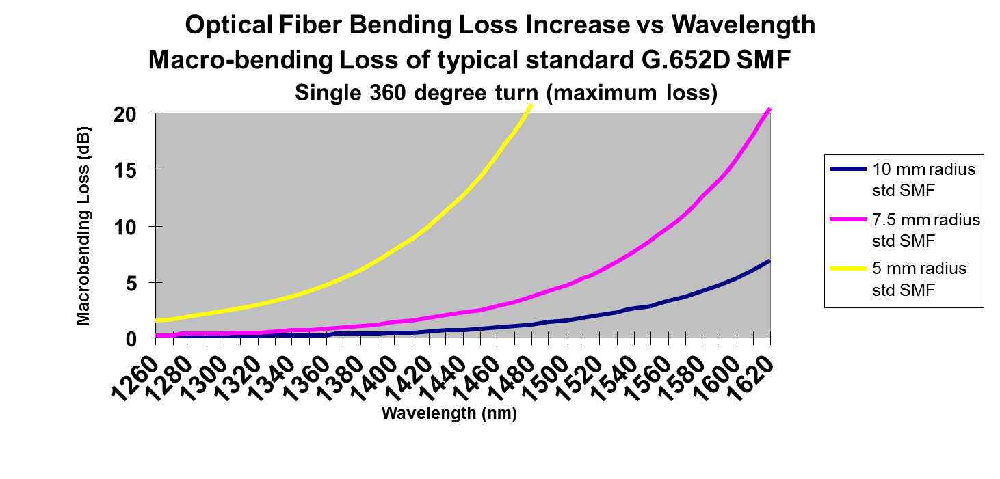 Optical Fiber Bending Loss Increase vs Wavelength
Macro-bending Loss of typical standard G.652D SMF
Single 360 degree turn (maximum loss)
Macrobending Loss (dB)
20
15
10
5
0
1260
1280
1300
1320
1340
1360
1380
1400
1420
1440
1460
1480
1500
1520
1540
1560
1580
1600
1620
Wavelength (nm)
10 mm radius
std SMF
7.5 mm radius
std SMF
5 mm radius
std SMF